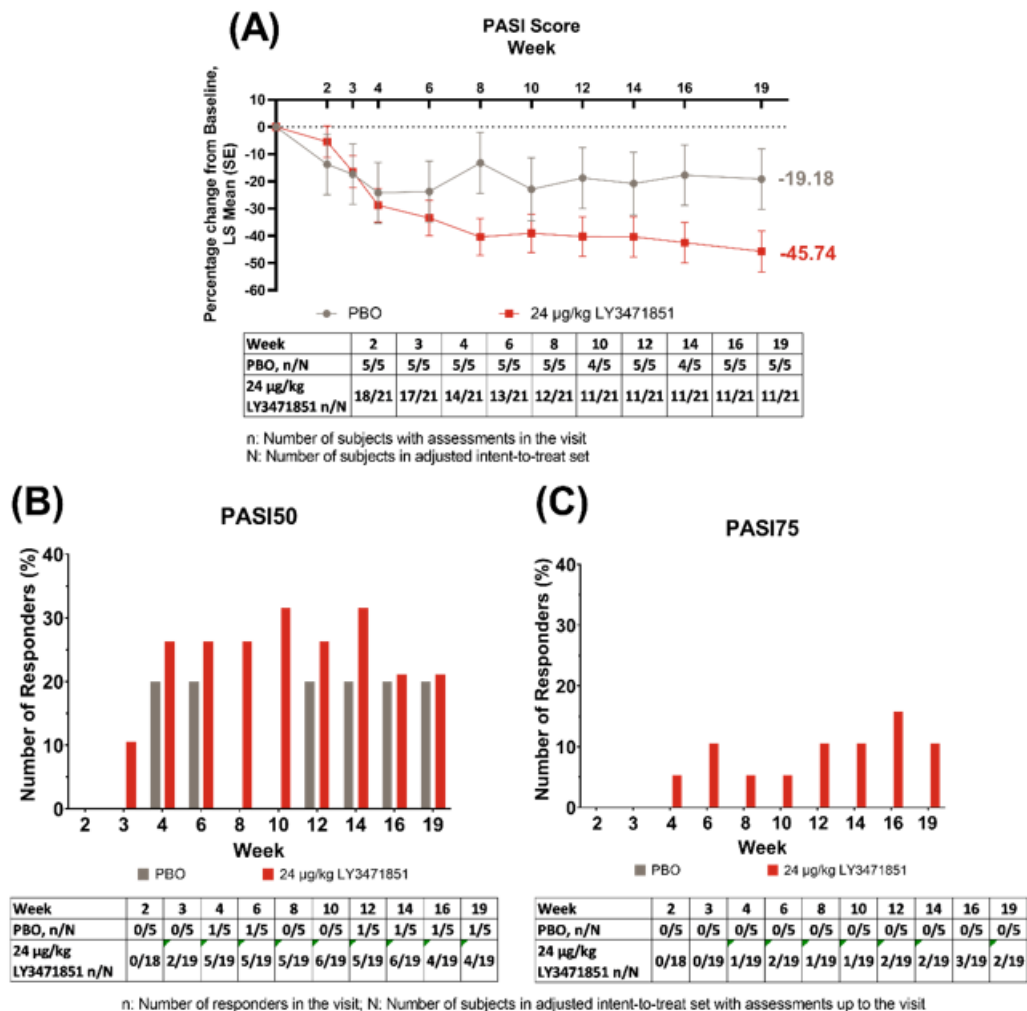 (A)
PASI Score
Week
2 3 4 6 8 10 12 14 16 19
Percentage change from Baseline,
LS Mean (SE)
10
0
-10
-20
-30
-40
-50
-60
-19.18
-45.74
PBO 24 µg/kg LY3471851
Week 2 3 4 6 8 10 12 14 16 19
PBO, n/N 5/5 5/5 5/5 5/5 5/5 4/5 5/5 4/5 5/5 5/5
24 µg/kg
LY3471851 n/N 18/21 17/21 14/21 13/21 12/21 11/21 11/21 11/21 11/21 11/21
n: Number of subjects with assessments in the visit
N: Number of subjects in adjusted intent-to-treat set
(B)
PASI50
Number of Responders (%)
40
30
20
10
0
2 3 4 6 8 10 12 14 16 19
Week
PBO 24 µg/kg LY3471851
Week 2 3 4 6 8 10 12 14 16 19
PBO, n/N 0/5 0/5 1/5 1/5 0/5 0/5 1/5 1/5 1/5 1/5
24 µg/kg
LY3471851 n/N 0/18 2/19 5/19 5/19 5/19 6/19 5/19 6/19 4/19 4/19
(C)
PASI75
Number of Responders (%)
40
30
20
10
0
2 3 4 6 8 10 12 14 16 19
Week
PBO 24 µg/kg LY3471851
Week 2 3 4 6 8 10 12 14 16 19
PBO, n/N 0/5 0/5 0/5 0/5 0/5 0/5 0/5 0/5 0/5 0/5
24 µg/kg
LY3471851 n/N 0/18 0/19 1/19 2/19 1/19 1/19 2/19 2/19 3/19 2/19
n: Number of responders in the visit; N: Number of subjects in adjusted intent-to-treat set with assessments up to the visit